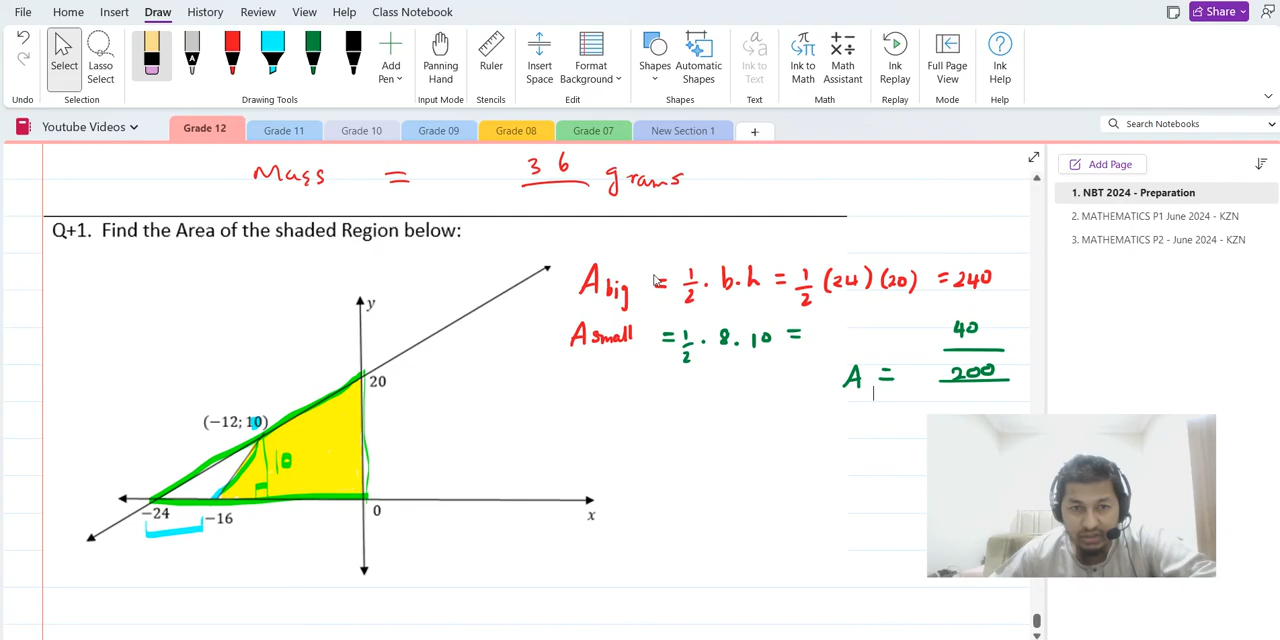 File Home Insert Draw History Review View Help Class Notebook Share
Select Lasso Select A Add Pen Panning Hand Ruler Insert Space Format Background Shapes Automatic Shapes Ink to Text Ink to Math Math Assistant Ink Replay Full Page View Ink Help
Undo Selection Drawing Tools Input Mode Stencils Edit Shapes Text Math Replay Mode Help
Youtube Videos Grade 12 Grade 11 Grade 10 Grade 09 Grade 08 Grade 07 New Section 1 + Search Notebooks
Add Page
1. NBT 2024 - Preparation
2. MATHEMATICS P1 June 2024 - KZN
3. MATHEMATICS P2 - June 2024 - KZN
Mass = 36 grams
Q+1. Find the Area of the shaded Region below:
A big = 1/2 . b.h = 1/2 (24)(20) = 240
A small = 1/2 . 8 . 10 = 40
A = 200
y
20
(−12; 10)
10
−24
−16
0
x